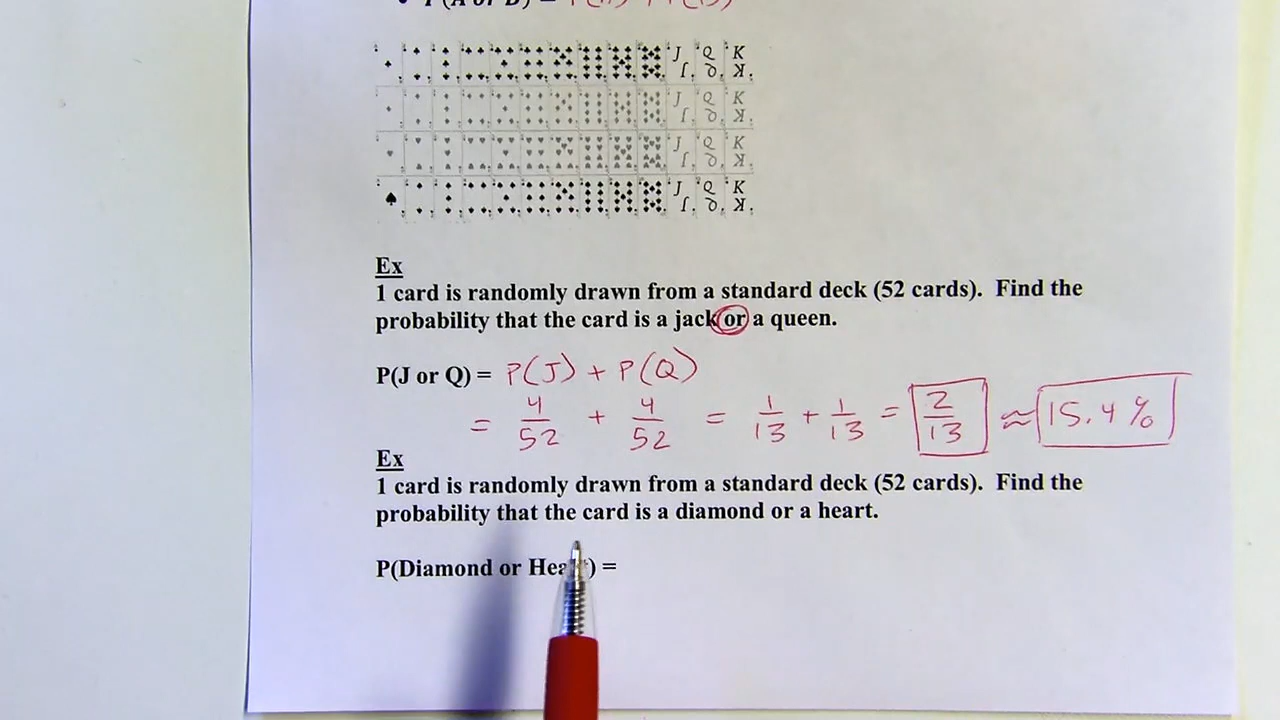 J Q K
J Q K
J Q K
J Q K
Ex
1 card is randomly drawn from a standard deck (52 cards). Find the
probability that the card is a jack or a queen.
P(J or Q) = P(J) + P(Q)
= 4/52 + 4/52 = 1/13 + 1/13 = 2/13 ≈ 15.4%
Ex
1 card is randomly drawn from a standard deck (52 cards). Find the
probability that the card is a diamond or a heart.
P(Diamond or ) =